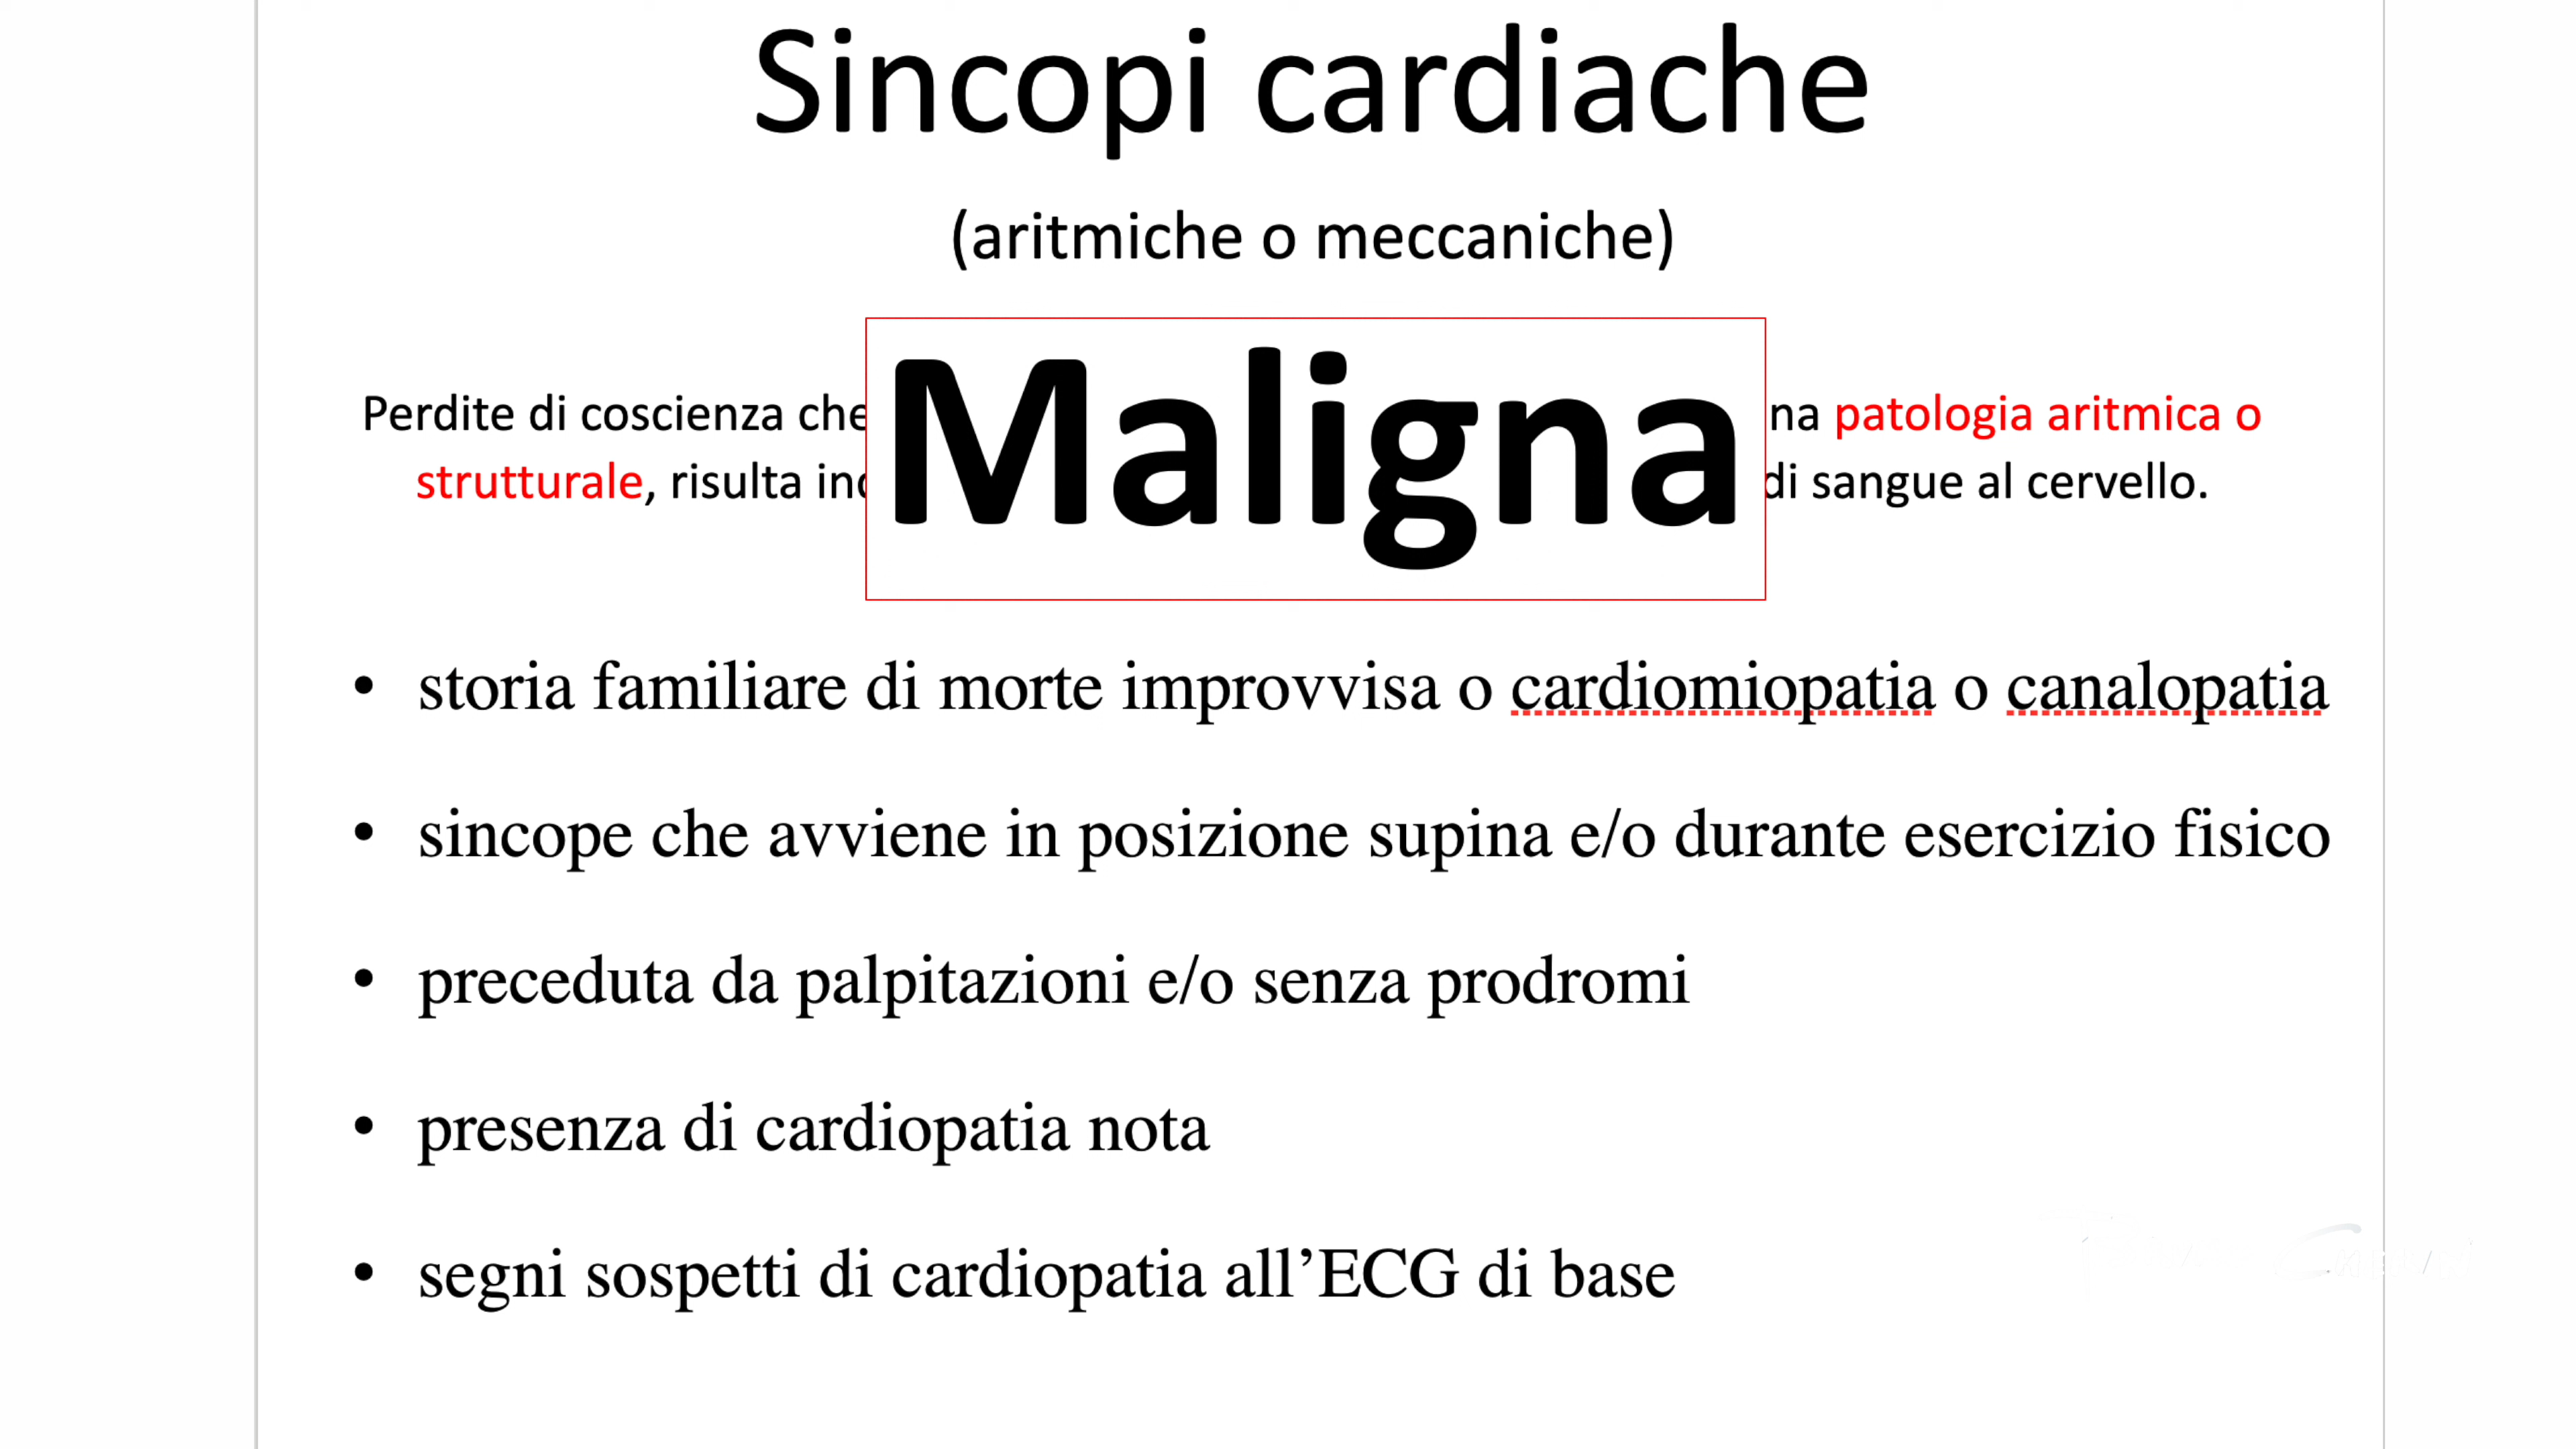 Sincopi cardiache
(aritmiche o meccaniche)
Maligna
Perdite di coscienza che na patologia aritmica o
strutturale, risulta di sangue al cervello.
• storia familiare di morte improvvisa o cardiomiopatia o canalopatia
• sincope che avviene in posizione supina e/o durante esercizio fisico
• preceduta da palpitazioni e/o senza prodromi
• presenza di cardiopatia nota
• segni sospetti di cardiopatia all’ECG di base